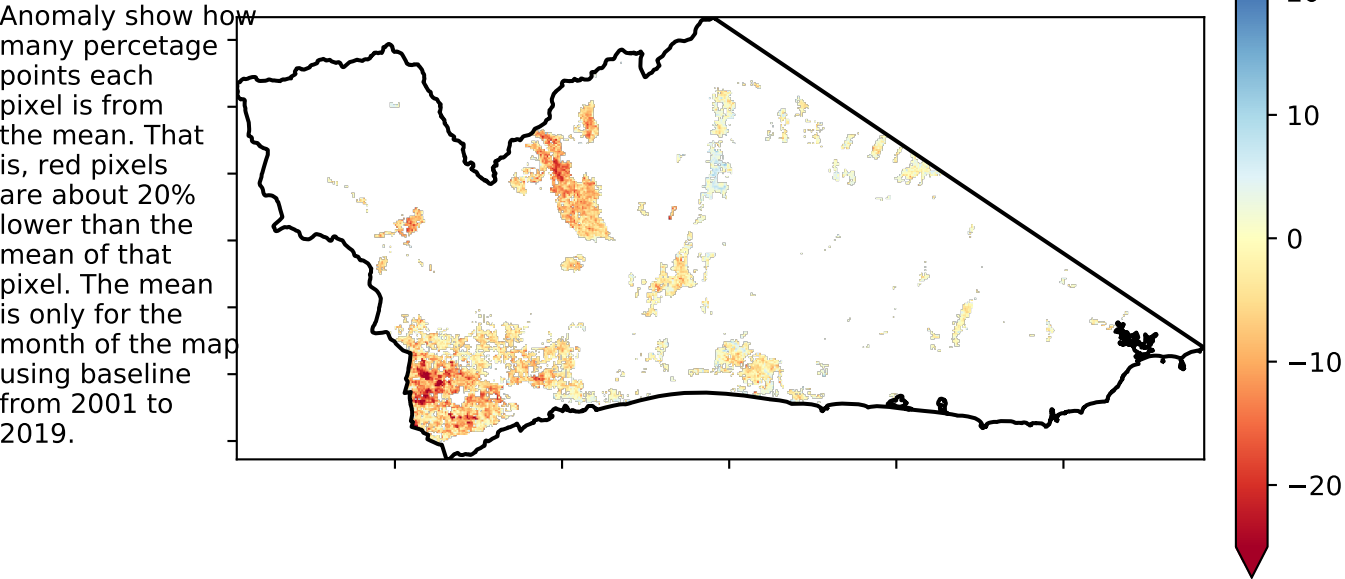 Anomaly show how
many percetage
points each
pixel is from
the mean. That
is, red pixels
are about 20%
lower than the
mean of that
pixel. The mean
is only for the
month of the map
using baseline
from 2001 to
2019.
10
0
−10
−20